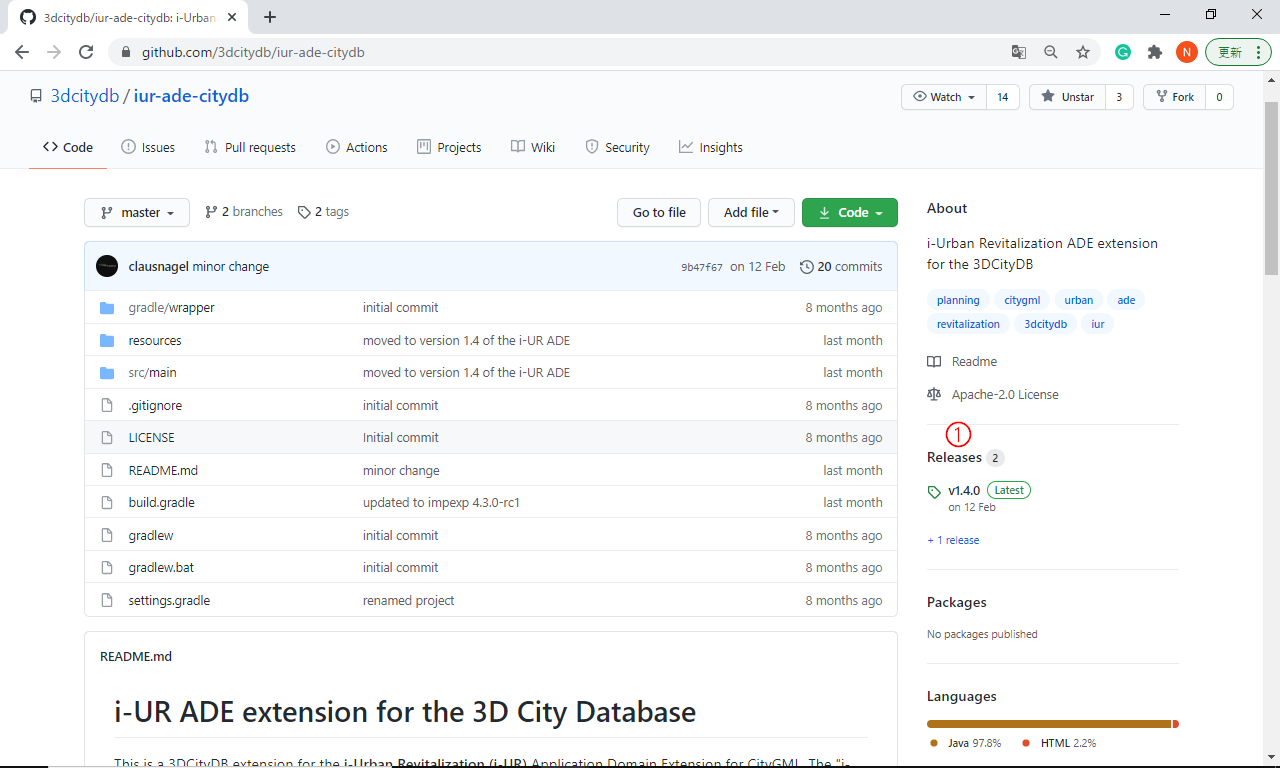 3dcitydb/iur-ade-citydb: i-Urban
github.com/3dcitydb/iur-ade-citydb
N
更新
3dcitydb / iur-ade-citydb
Watch 14
Unstar 3
Fork 0
Code
Issues
Pull requests
Actions
Projects
Wiki
Security
Insights
master
2 branches
2 tags
Go to file
Add file
Code
clausnagel minor change 9b47f67 on 12 Feb 20 commits
gradle/wrapper initial commit 8 months ago
resources moved to version 1.4 of the i-UR ADE last month
src/main moved to version 1.4 of the i-UR ADE last month
.gitignore initial commit 8 months ago
LICENSE Initial commit 8 months ago
README.md minor change last month
build.gradle updated to impexp 4.3.0-rc1 last month
gradlew initial commit 8 months ago
gradlew.bat initial commit 8 months ago
settings.gradle renamed project 8 months ago
README.md
i-UR ADE extension for the 3D City Database
This is a 3DCityDB extension for the i-Urban Revitalization (i-UR) Application Domain Extension for CityGML. The "i-
About
i-Urban Revitalization ADE extension
for the 3DCityDB
planning citygml urban ade
revitalization 3dcitydb iur
Readme
Apache-2.0 License
①
Releases 2
v1.4.0 Latest
on 12 Feb
+ 1 release
Packages
No packages published
Languages
Java 97.8% HTML 2.2%